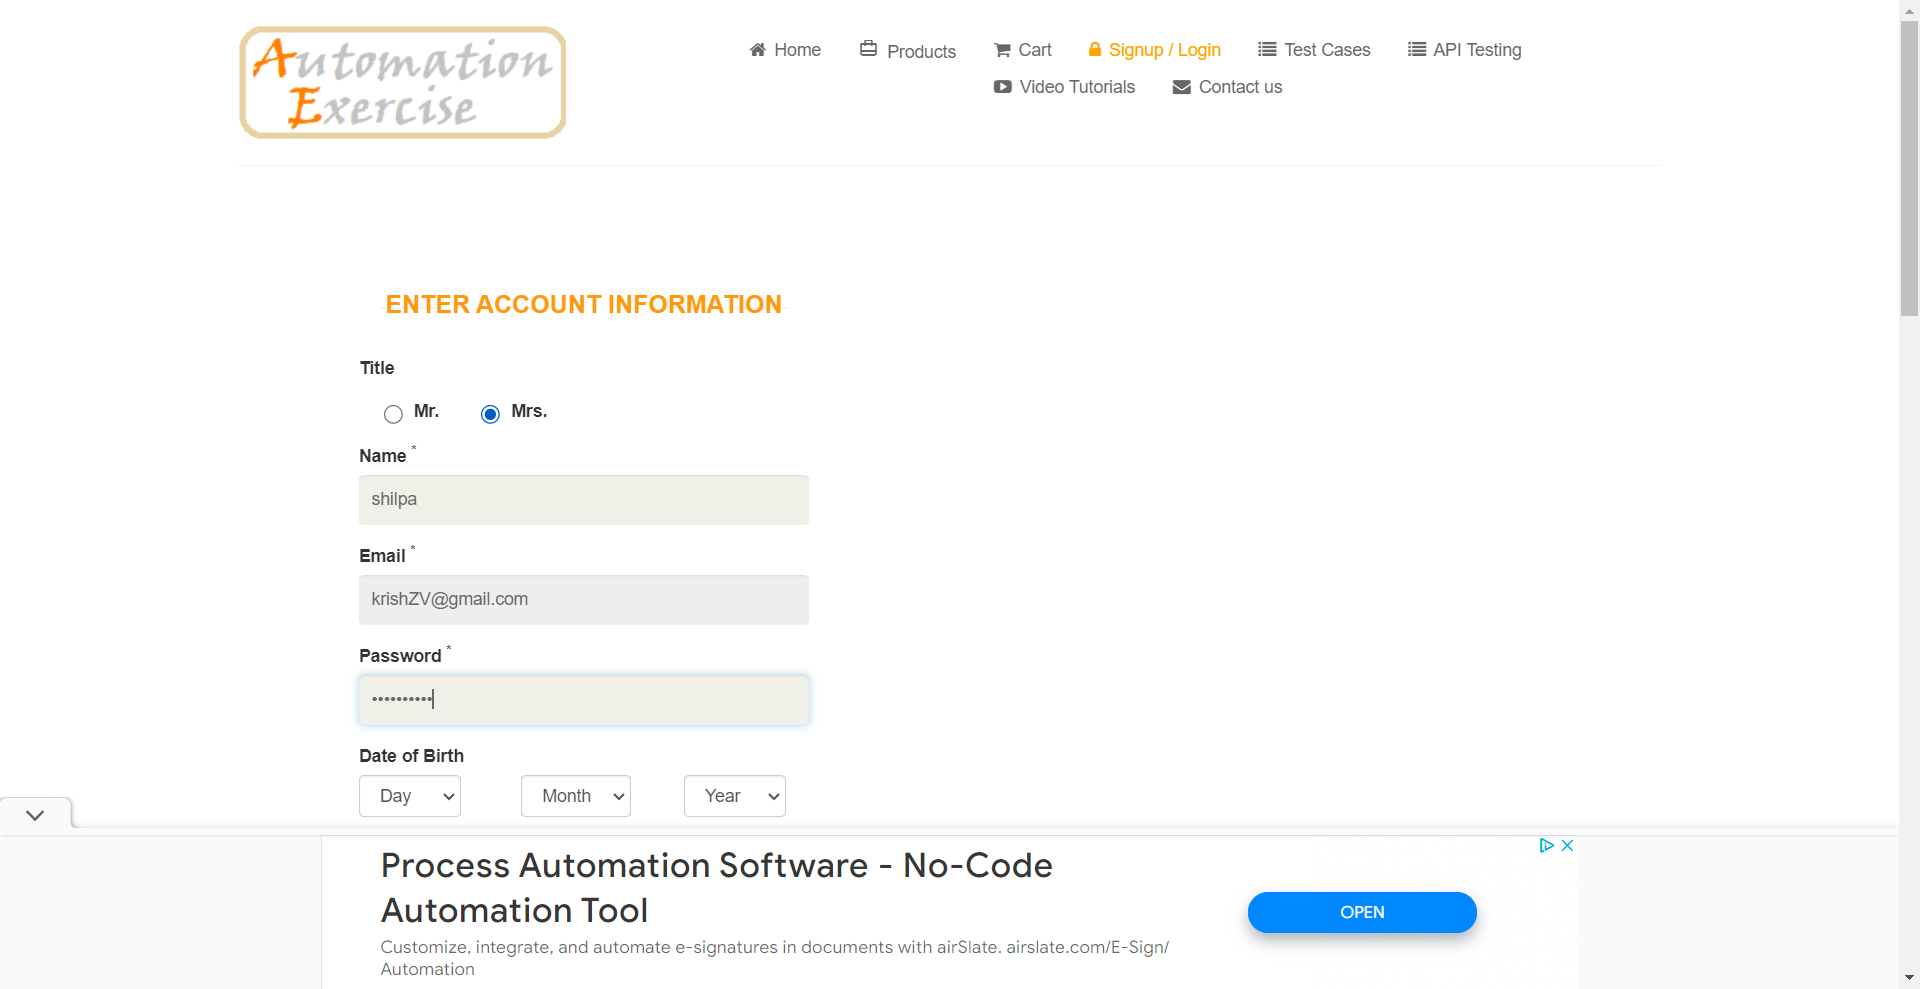 Automation
Exercise
Home
Products
Cart
Signup / Login
Test Cases
API Testing
Video Tutorials
Contact us
ENTER ACCOUNT INFORMATION
Title
Mr.
Mrs.
Name *
shilpa
Email *
krishZV@gmail.com
Password *
••••••••••
Date of Birth
Day
Month
Year
Process Automation Software - No-Code
Automation Tool
Customize, integrate, and automate e-signatures in documents with airSlate. airslate.com/E-Sign/
Automation
OPEN